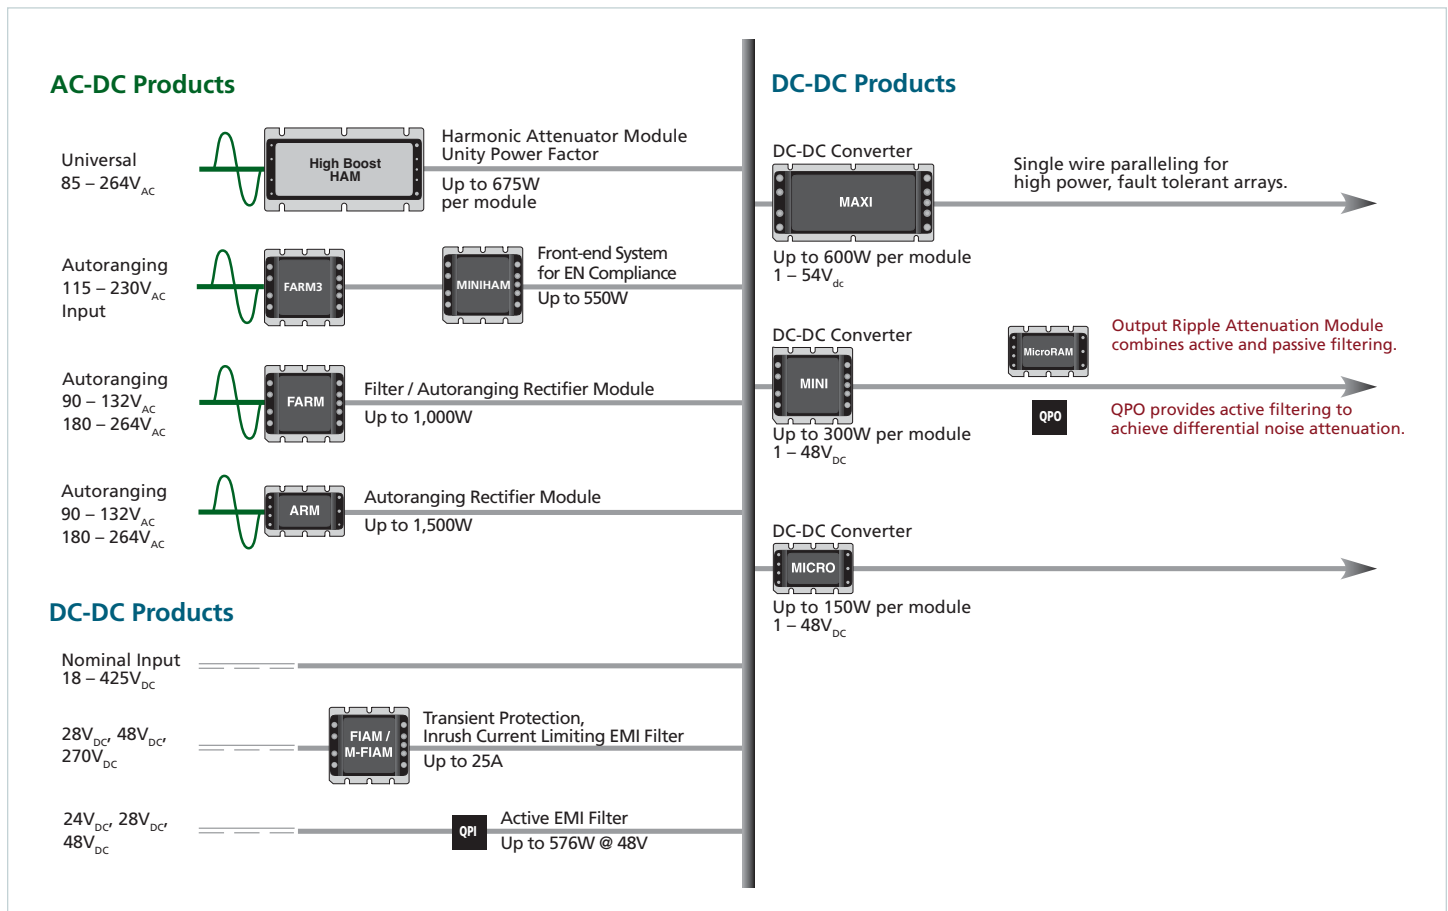 AC-DC Products
Universal
85 – 264VAC
High Boost
HAM
Harmonic Attenuator Module
Unity Power Factor
Up to 675W
per module
Autoranging
115 – 230VAC
Input
FARM3
MINIHAM
Front-end System
for EN Compliance
Up to 550W
Autoranging
90 – 132VAC
180 – 264VAC
FARM
Filter / Autoranging Rectifier Module
Up to 1,000W
Autoranging
90 – 132VAC
180 – 264VAC
ARM
Autoranging Rectifier Module
Up to 1,500W
DC-DC Products
Nominal Input
18 – 425VDC
28VDC, 48VDC,
270VDC
FIAM /
M-FIAM
Transient Protection,
Inrush Current Limiting EMI Filter
Up to 25A
24VDC, 28VDC,
48VDC
QPI
Active EMI Filter
Up to 576W @ 48V
DC-DC Products
DC-DC Converter
MAXI
Up to 600W per module
1 – 54Vdc
Single wire paralleling for
high power, fault tolerant arrays.
DC-DC Converter
MINI
Up to 300W per module
1 – 48VDC
MicroRAM
Output Ripple Attenuation Module
combines active and passive filtering.
QPO
QPO provides active filtering to
achieve differential noise attenuation.
DC-DC Converter
MICRO
Up to 150W per module
1 – 48VDC